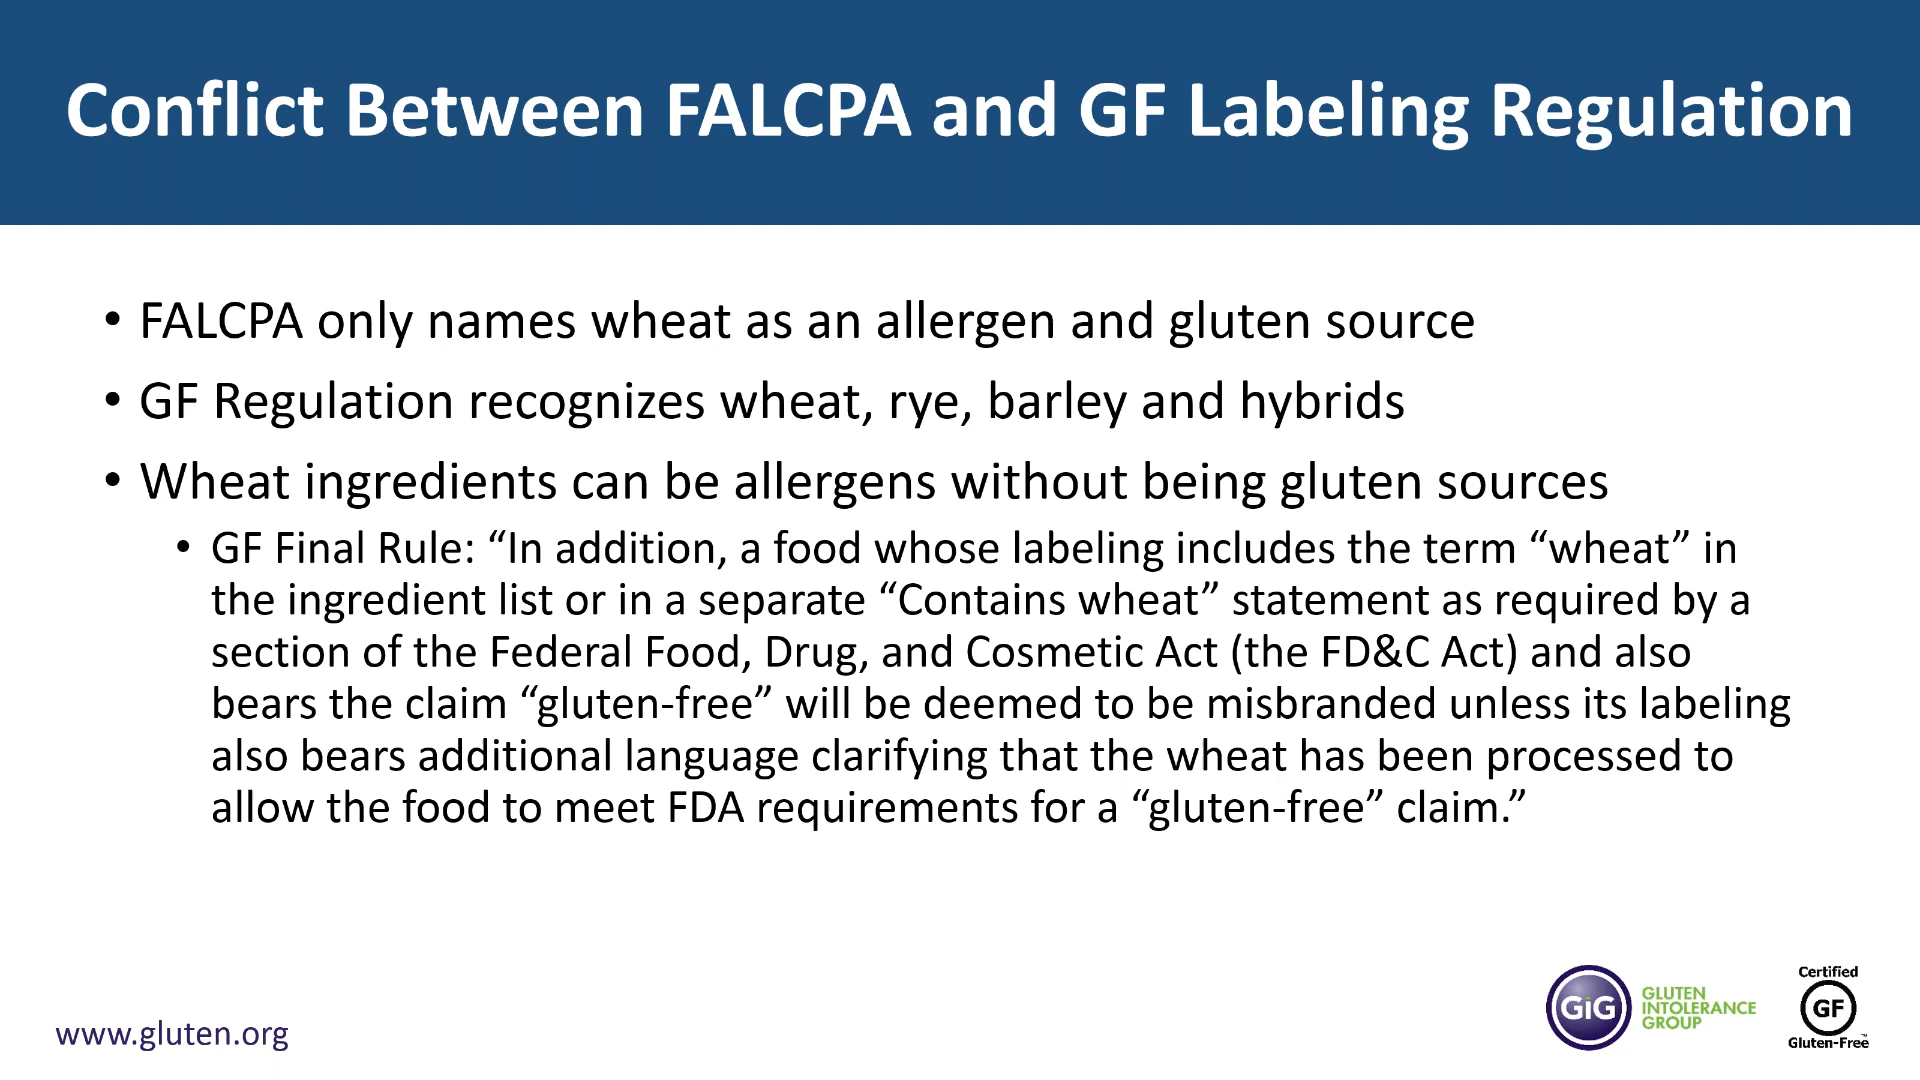 Conflict Between FALCPA and GF Labeling Regulation
• FALCPA only names wheat as an allergen and gluten source
• GF Regulation recognizes wheat, rye, barley and hybrids
• Wheat ingredients can be allergens without being gluten sources
• GF Final Rule: “In addition, a food whose labeling includes the term “wheat” in
the ingredient list or in a separate “Contains wheat” statement as required by a
section of the Federal Food, Drug, and Cosmetic Act (the FD&C Act) and also
bears the claim “gluten-free” will be deemed to be misbranded unless its labeling
also bears additional language clarifying that the wheat has been processed to
allow the food to meet FDA requirements for a “gluten-free” claim.”
www.gluten.org
GiG
GLUTEN
INTOLERANCE
GROUP
Certified
GF
Gluten-Free™